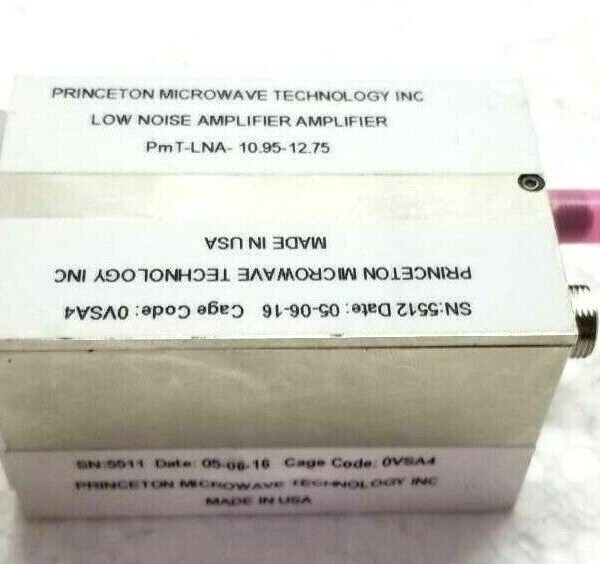 PRINCETON MICROWAVE TECHNOLOGY INC
LOW NOISE AMPLIFIER AMPLIFIER
PmT-LNA- 10.95-12.75
SN:5512 Date: 05-06-16 Cage Code: 0VSA4
PRINCETON MICROWAVE TECHNOLOGY INC
MADE IN USA
SN:5511 Date: 05-06-16 Cage Code: 0VSA4
PRINCETON MICROWAVE TECHNOLOGY INC
MADE IN USA